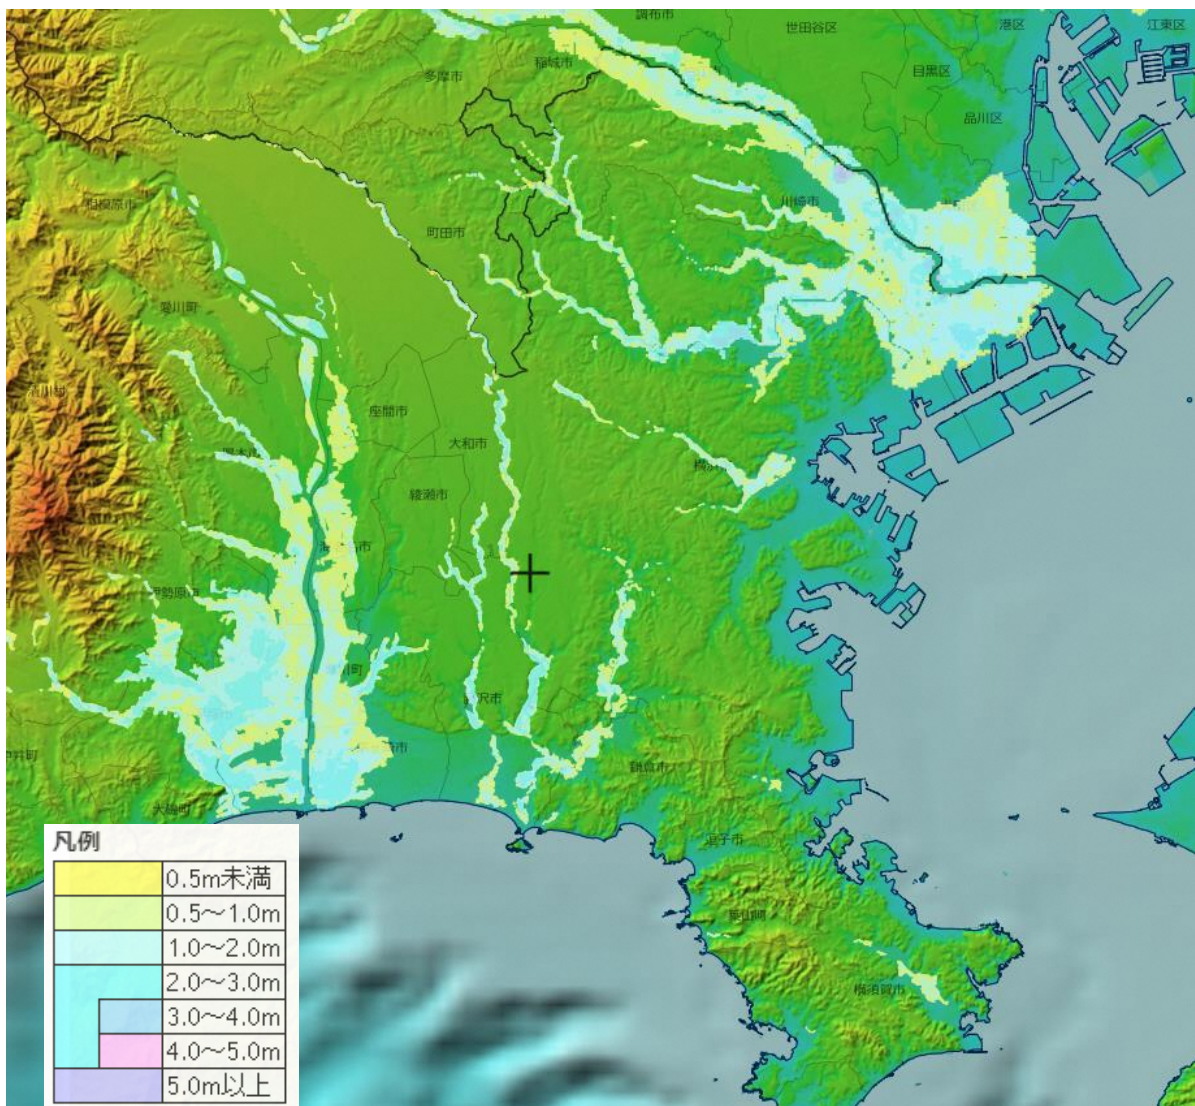 調布市
世田谷区
港区
江東区
稲城市
多摩市
目黒区
品川区
相模原市
川崎市
町田市
愛川町
座間市
大和市
綾瀬市
伊勢原市
鎌倉市
大磯町
逗子市
葉山町
横須賀市
凡例
0.5m未満
0.5～1.0m
1.0～2.0m
2.0～3.0m
3.0～4.0m
4.0～5.0m
5.0m以上